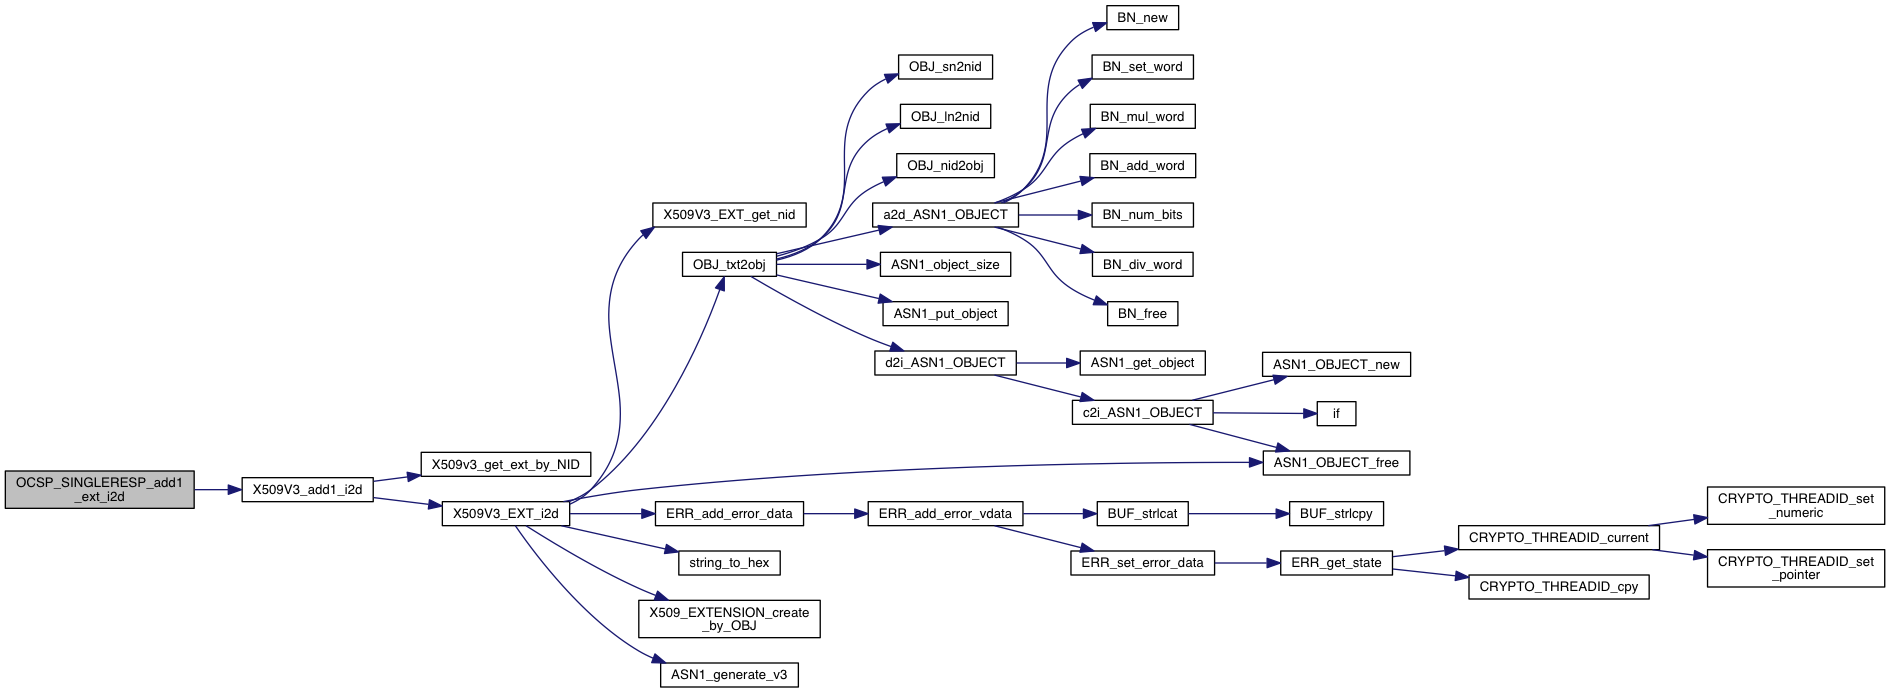 OCSP_SINGLERESP_add1
_ext_i2d
X509V3_add1_i2d
X509v3_get_ext_by_NID
X509V3_EXT_i2d
X509V3_EXT_get_nid
OBJ_txt2obj
OBJ_sn2nid
OBJ_ln2nid
OBJ_nid2obj
a2d_ASN1_OBJECT
BN_new
BN_set_word
BN_mul_word
BN_add_word
BN_num_bits
BN_div_word
BN_free
ASN1_object_size
ASN1_put_object
d2i_ASN1_OBJECT
ASN1_get_object
c2i_ASN1_OBJECT
ASN1_OBJECT_new
if
ASN1_OBJECT_free
ERR_add_error_data
ERR_add_error_vdata
BUF_strlcat
BUF_strlcpy
ERR_set_error_data
ERR_get_state
CRYPTO_THREADID_current
CRYPTO_THREADID_set
_numeric
CRYPTO_THREADID_set
_pointer
CRYPTO_THREADID_cpy
string_to_hex
X509_EXTENSION_create
_by_OBJ
ASN1_generate_v3